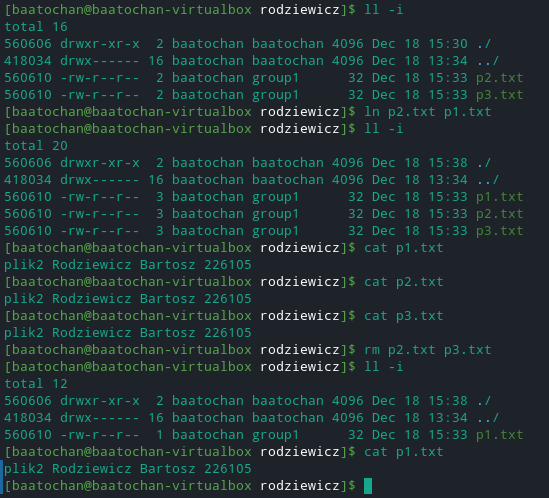 [baatochan@baatochan-virtualbox rodziewicz]$ ll -i
total 16
560606 drwxr-xr-x  2 baatochan baatochan 4096 Dec 18 15:30 ./
418034 drwx------ 16 baatochan baatochan 4096 Dec 18 13:34 ../
560610 -rw-r--r--  2 baatochan group1      32 Dec 18 15:33 p2.txt
560610 -rw-r--r--  2 baatochan group1      32 Dec 18 15:33 p3.txt
[baatochan@baatochan-virtualbox rodziewicz]$ ln p2.txt p1.txt
[baatochan@baatochan-virtualbox rodziewicz]$ ll -i
total 20
560606 drwxr-xr-x  2 baatochan baatochan 4096 Dec 18 15:38 ./
418034 drwx------ 16 baatochan baatochan 4096 Dec 18 13:34 ../
560610 -rw-r--r--  3 baatochan group1      32 Dec 18 15:33 p1.txt
560610 -rw-r--r--  3 baatochan group1      32 Dec 18 15:33 p2.txt
560610 -rw-r--r--  3 baatochan group1      32 Dec 18 15:33 p3.txt
[baatochan@baatochan-virtualbox rodziewicz]$ cat p1.txt
plik2 Rodziewicz Bartosz 226105
[baatochan@baatochan-virtualbox rodziewicz]$ cat p2.txt
plik2 Rodziewicz Bartosz 226105
[baatochan@baatochan-virtualbox rodziewicz]$ cat p3.txt
plik2 Rodziewicz Bartosz 226105
[baatochan@baatochan-virtualbox rodziewicz]$ rm p2.txt p3.txt
[baatochan@baatochan-virtualbox rodziewicz]$ ll -i
total 12
560606 drwxr-xr-x  2 baatochan baatochan 4096 Dec 18 15:38 ./
418034 drwx------ 16 baatochan baatochan 4096 Dec 18 13:34 ../
560610 -rw-r--r--  1 baatochan group1      32 Dec 18 15:33 p1.txt
[baatochan@baatochan-virtualbox rodziewicz]$ cat p1.txt
plik2 Rodziewicz Bartosz 226105
[baatochan@baatochan-virtualbox rodziewicz]$